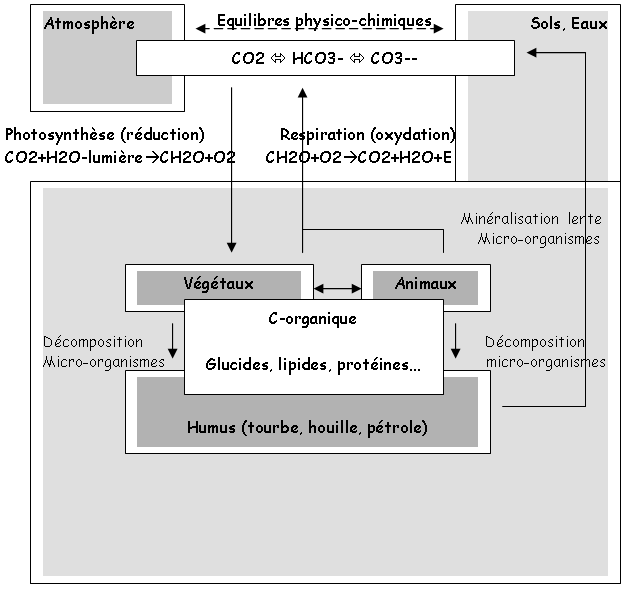 Atmosphère
Equilibres physico-chimiques
Sols, Eaux
CO2 ⇔ HCO3- ⇔ CO3--
Photosynthèse (réduction)
CO2+H2O-lumière→CH2O+O2
Respiration (oxydation)
CH2O+O2→CO2+H2O+E
Minéralisation lente
Micro-organismes
Végétaux
Animaux
C-organique
Glucides, lipides, protéines...
Décomposition
Micro-organismes
Décomposition
micro-organismes
Humus (tourbe, houille, pétrole)